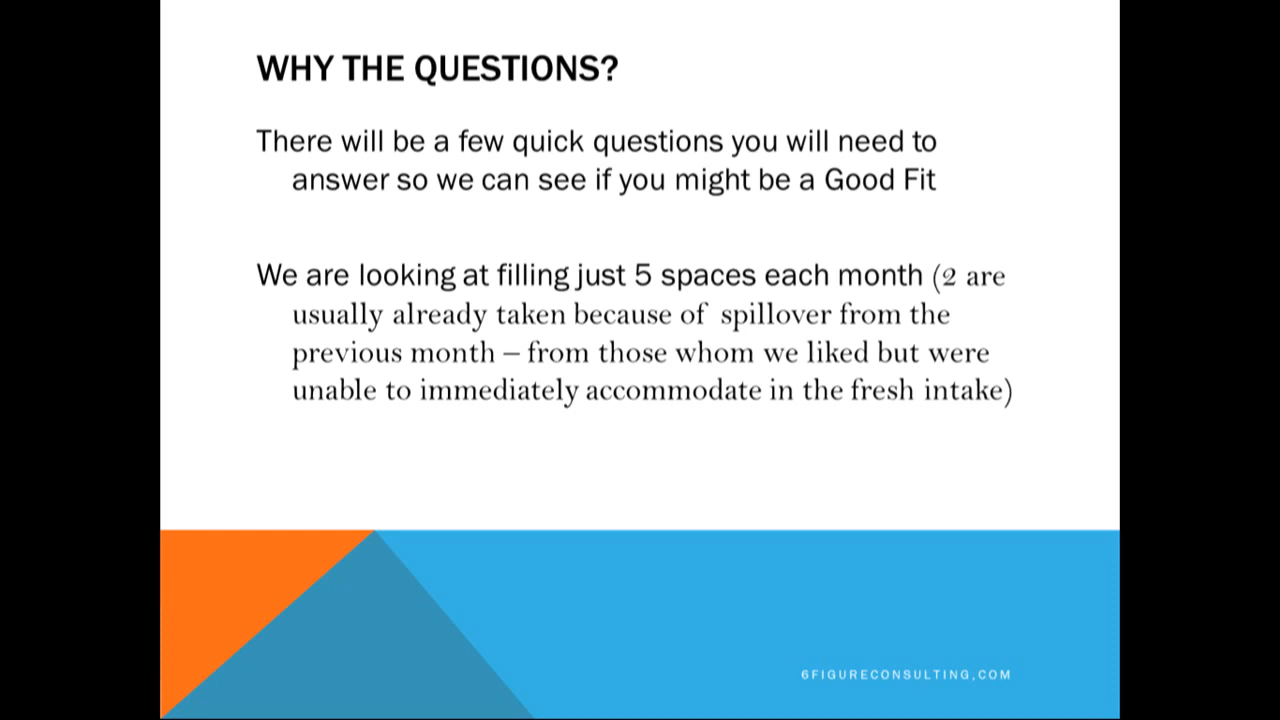 WHY THE QUESTIONS?
There will be a few quick questions you will need to
answer so we can see if you might be a Good Fit
We are looking at filling just 5 spaces each month (2 are
usually already taken because of spillover from the
previous month – from those whom we liked but were
unable to immediately accommodate in the fresh intake)
6FIGURECONSULTING,COM